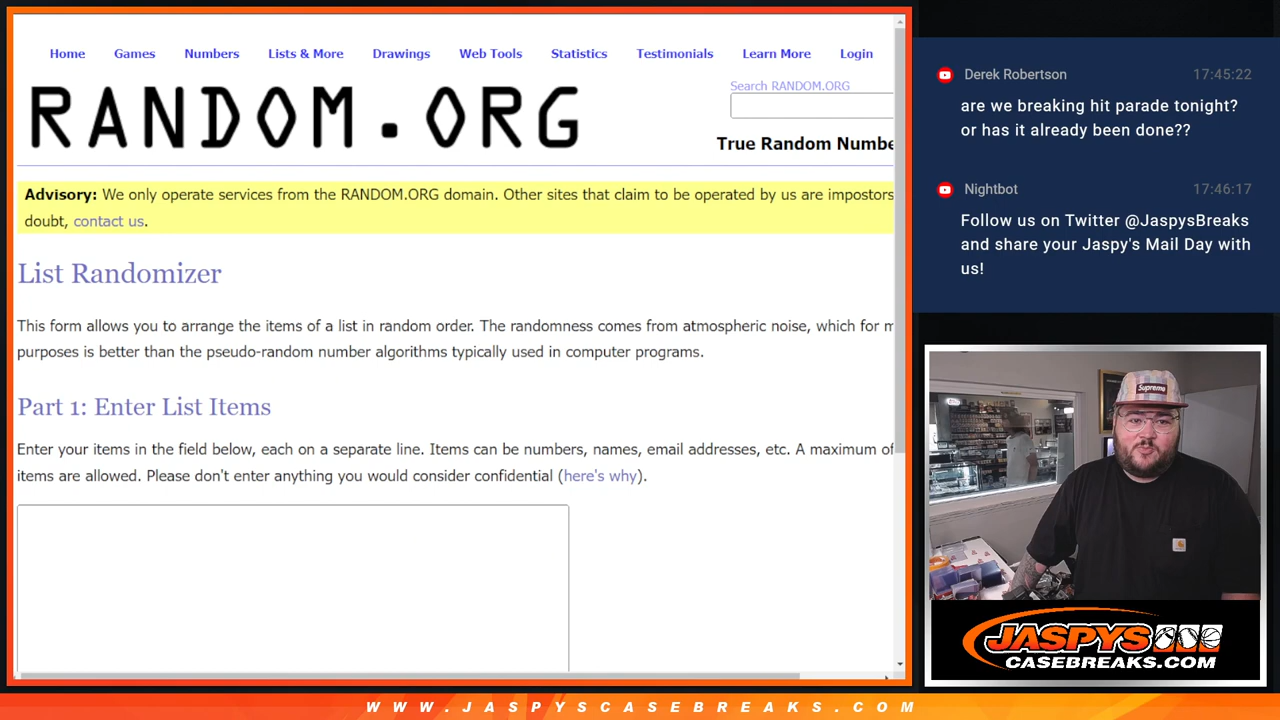 Home Games Numbers Lists & More Drawings Web Tools Statistics Testimonials Learn More Login
RANDOM.ORG
Search RANDOM.ORG
True Random Numbe
Advisory: We only operate services from the RANDOM.ORG domain. Other sites that claim to be operated by us are impostors
doubt, contact us.
List Randomizer
This form allows you to arrange the items of a list in random order. The randomness comes from atmospheric noise, which for m
purposes is better than the pseudo-random number algorithms typically used in computer programs.
Part 1: Enter List Items
Enter your items in the field below, each on a separate line. Items can be numbers, names, email addresses, etc. A maximum of
items are allowed. Please don't enter anything you would consider confidential (here's why).
Derek Robertson 17:45:22
are we breaking hit parade tonight?
or has it already been done??
Nightbot 17:46:17
Follow us on Twitter @JaspysBreaks
and share your Jaspy's Mail Day with
us!
Supreme
JASPYS
CASEBREAKS.COM
WWW.JASPYSCASEBREAKS.COM